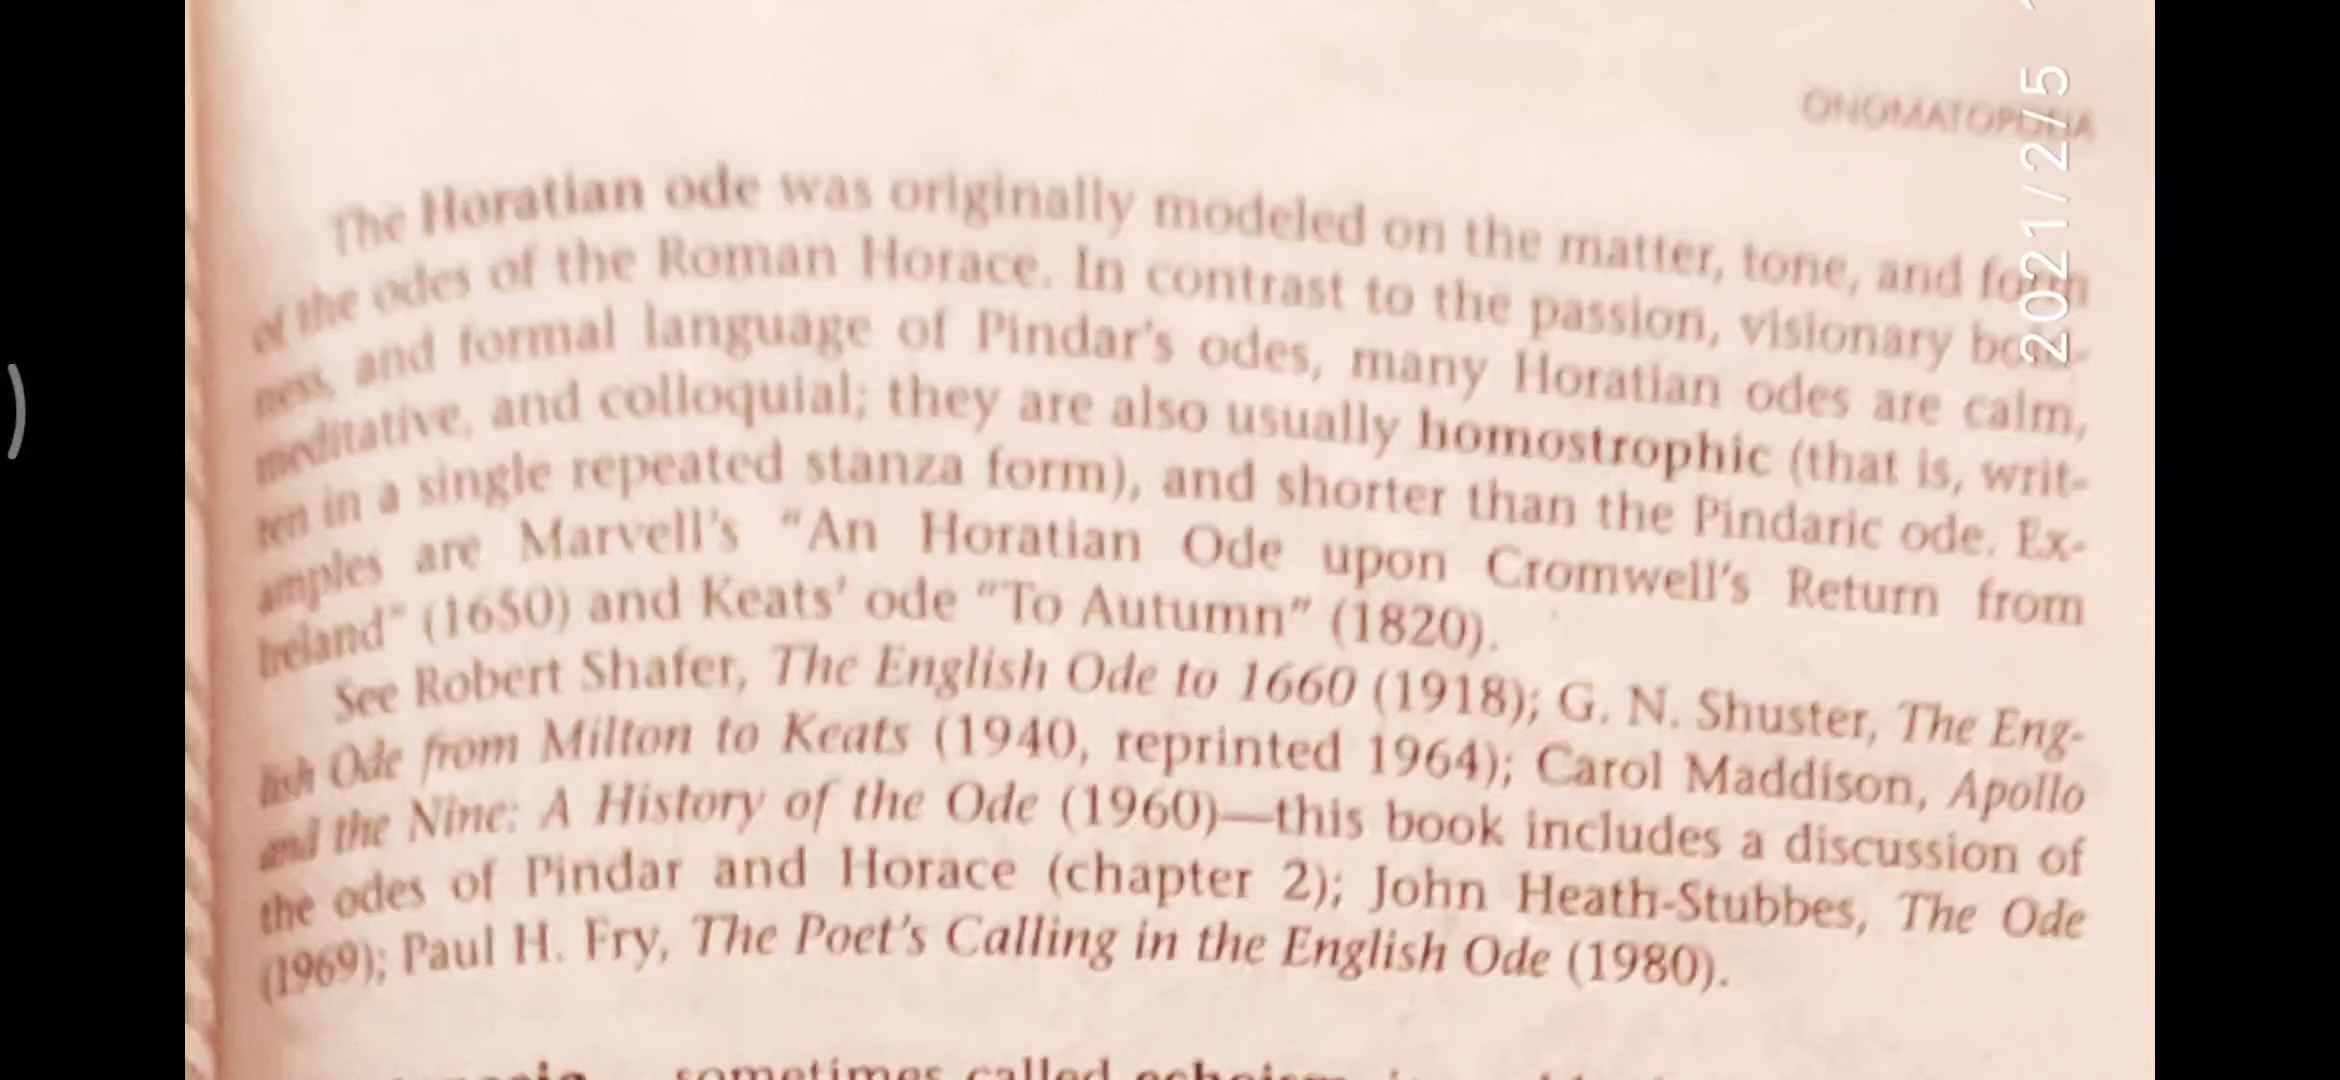 ONOMATOPOEIA
The Horatian ode was originally modeled on the matter, tone, and form
of the odes of the Roman Horace. In contrast to the passion, visionary bold-
ness, and formal language of Pindar's odes, many Horatian odes are calm,
meditative, and colloquial; they are also usually homostrophic (that is, writ-
ten in a single repeated stanza form), and shorter than the Pindaric ode. Ex-
amples are Marvell's "An Horatian Ode upon Cromwell's Return from
Ireland" (1650) and Keats' ode "To Autumn" (1820).
See Robert Shafer, The English Ode to 1660 (1918); G. N. Shuster, The Eng-
lish Ode from Milton to Keats (1940, reprinted 1964); Carol Maddison, Apollo
and the Nine: A History of the Ode (1960)—this book includes a discussion of
the odes of Pindar and Horace (chapter 2); John Heath-Stubbes, The Ode
(1969); Paul H. Fry, The Poet's Calling in the English Ode (1980).
sometimes called echoism
2021/2/5